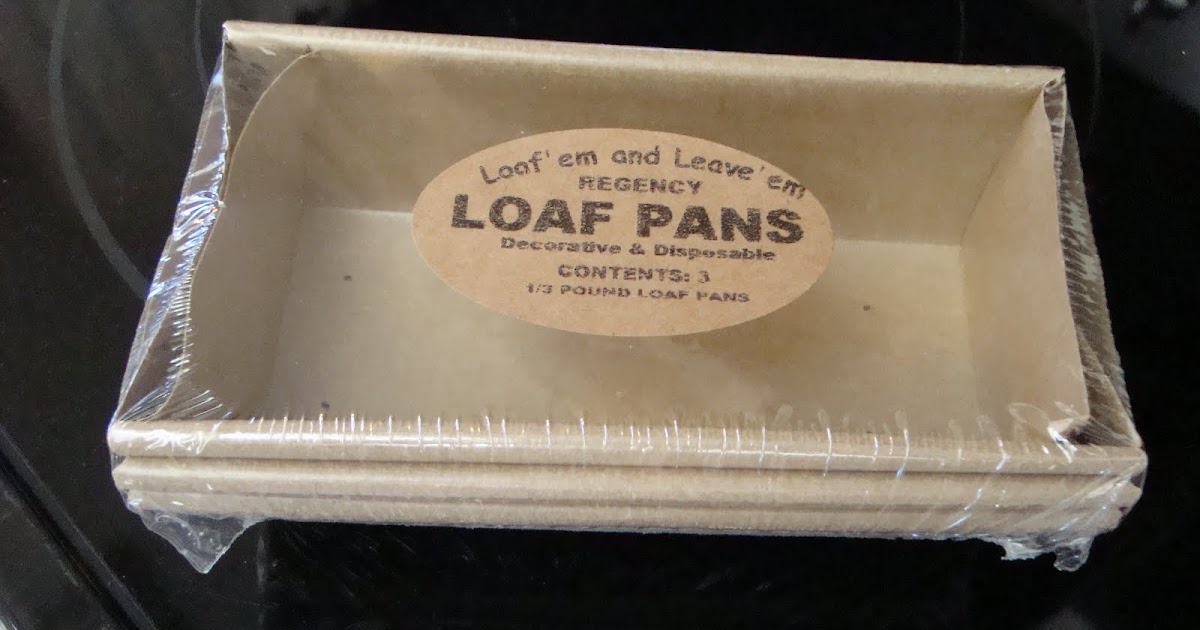 Loaf' em and Leave' em
REGENCY
LOAF PANS
Decorative & Disposable
CONTENTS: 3
1/3 POUND LOAF PANS